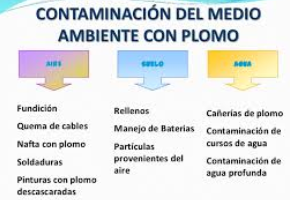 CONTAMINACIÓN DEL MEDIO
AMBIENTE CON PLOMO
AIRE
Fundición
Quema de cables
Nafta con plomo
Soldaduras
Pinturas con plomo
descascaradas
SUELO
Rellenos
Manejo de Baterias
Partículas
provenientes del
aire
AGUA
Cañerías de plomo
Contaminación de
cursos de agua
Contaminación de
agua profunda